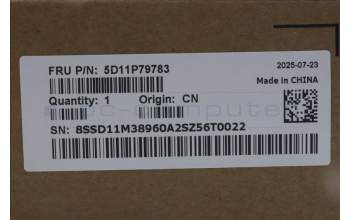 FRU P/N: 5D11P79783
2025-07-23
Made in CHINA
Quantity: 1 Origin: CN
SN: 8SSD11M38960A2SZ56T0022